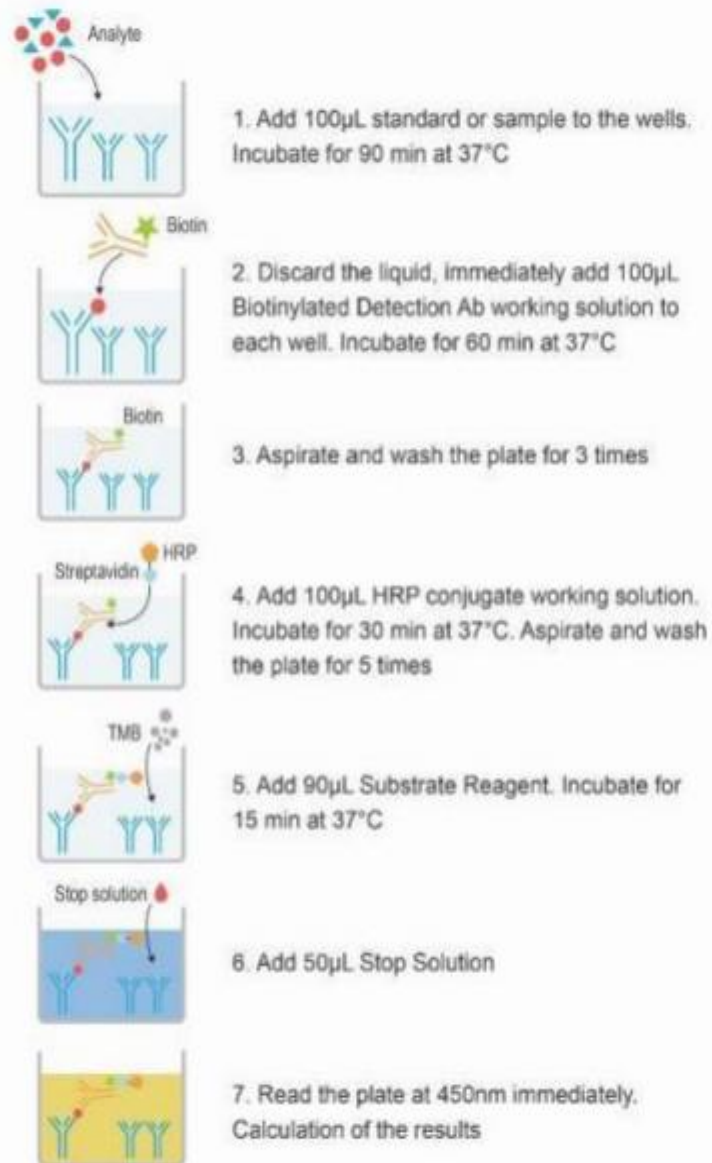 Analyte
1. Add 100µL standard or sample to the wells.
Incubate for 90 min at 37°C
Biotin
2. Discard the liquid, immediately add 100µL
Biotinylated Detection Ab working solution to
each well. Incubate for 60 min at 37°C
Biotin
3. Aspirate and wash the plate for 3 times
HRP
Streptavidin
4. Add 100µL HRP conjugate working solution.
Incubate for 30 min at 37°C. Aspirate and wash
the plate for 5 times
TMB
5. Add 90µL Substrate Reagent. Incubate for
15 min at 37°C
Stop solution
6. Add 50µL Stop Solution
7. Read the plate at 450nm immediately.
Calculation of the results